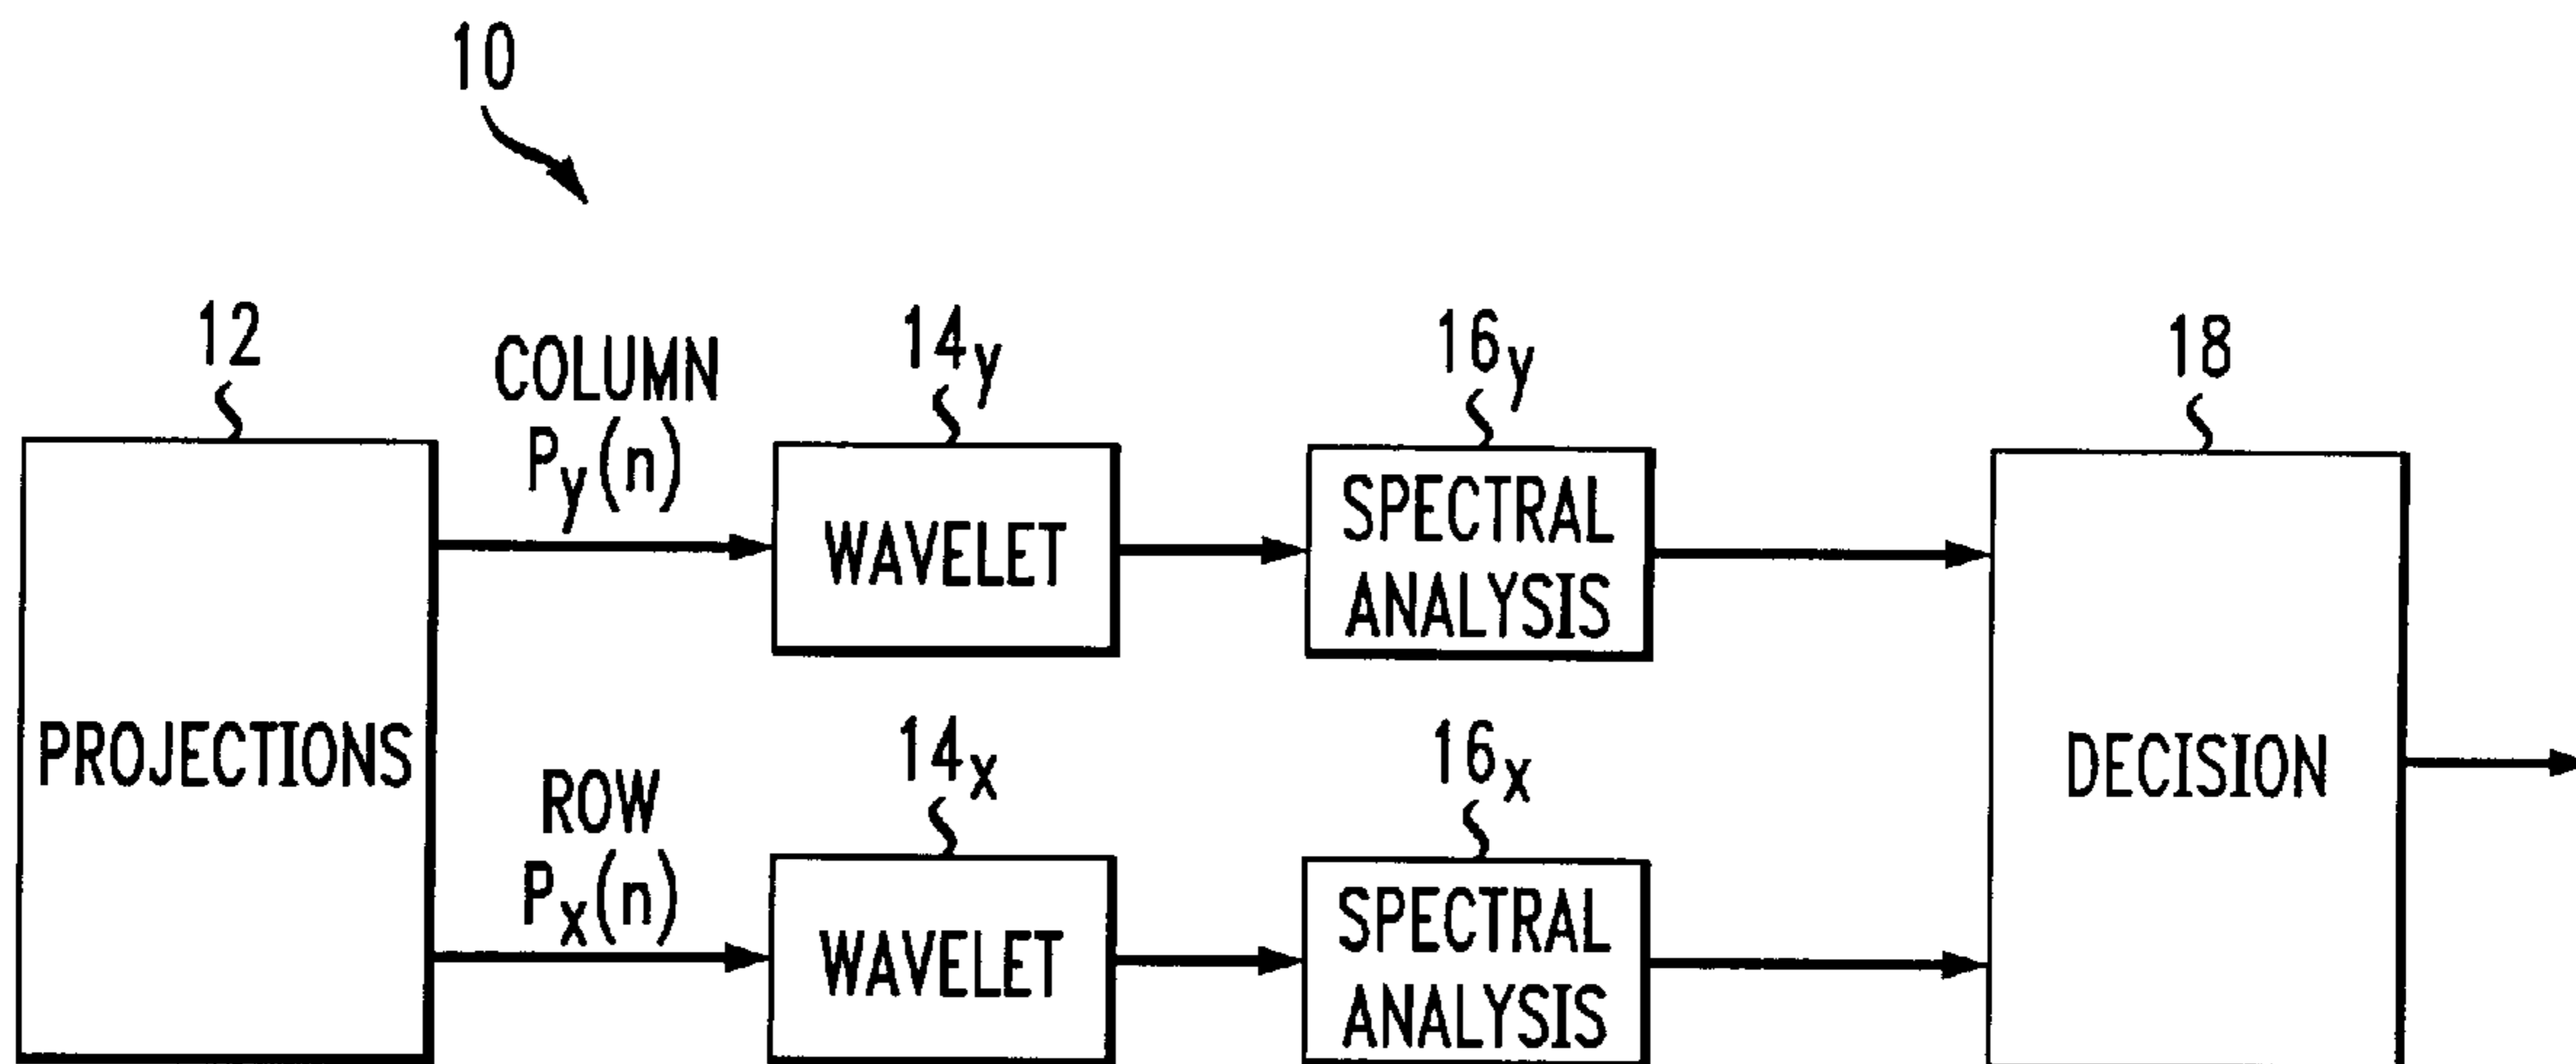 10
12
COLUMN
Py(n)
14y
16y
18
WAVELET
SPECTRAL
ANALYSIS
PROJECTIONS
ROW
Px(n)
14x
16x
WAVELET
SPECTRAL
ANALYSIS
DECISION